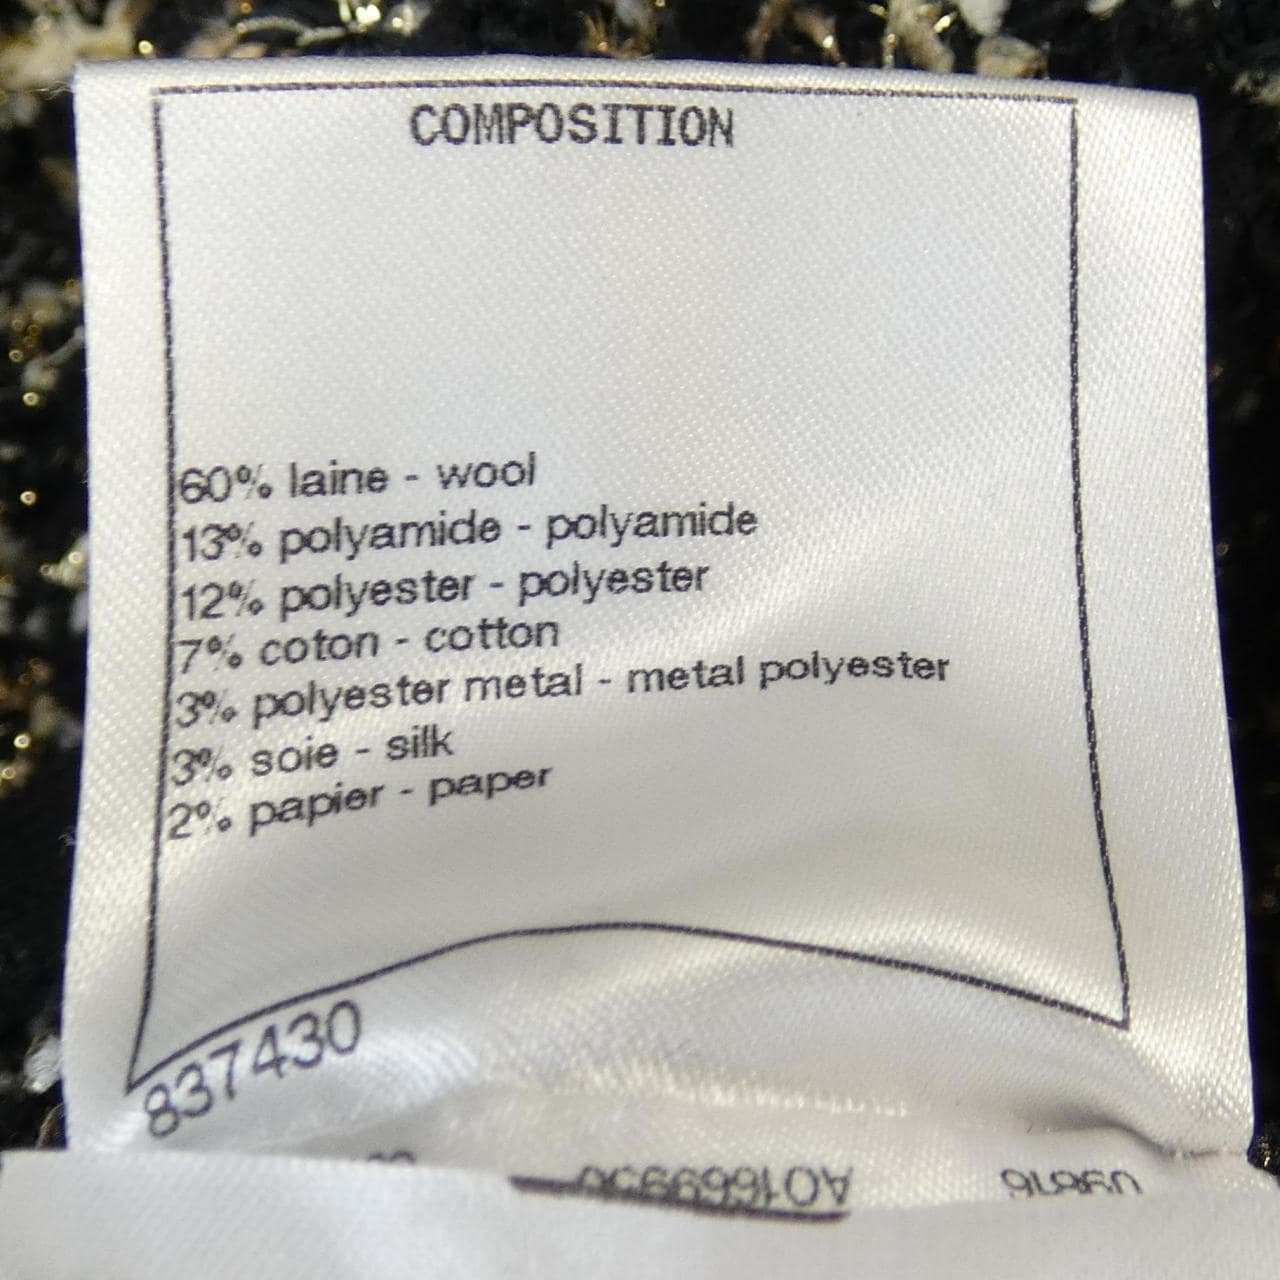 COMPOSITION
60% laine - wool
13% polyamide - polyamide
12% polyester - polyester
7% coton - cotton
3% polyester metal - metal polyester
3% soie - silk
2% papier - paper
837430